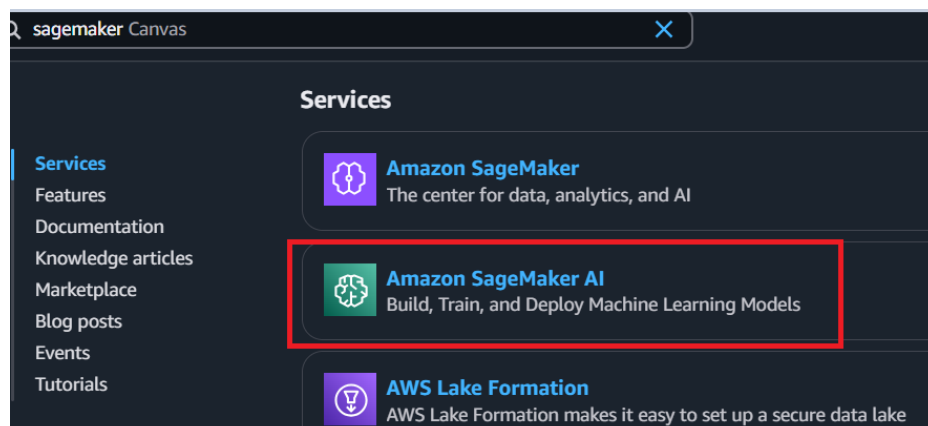 sagemaker Canvas
Services
Services
Features
Documentation
Knowledge articles
Marketplace
Blog posts
Events
Tutorials
Amazon SageMaker
The center for data, analytics, and AI
Amazon SageMaker AI
Build, Train, and Deploy Machine Learning Models
AWS Lake Formation
AWS Lake Formation makes it easy to set up a secure data lake